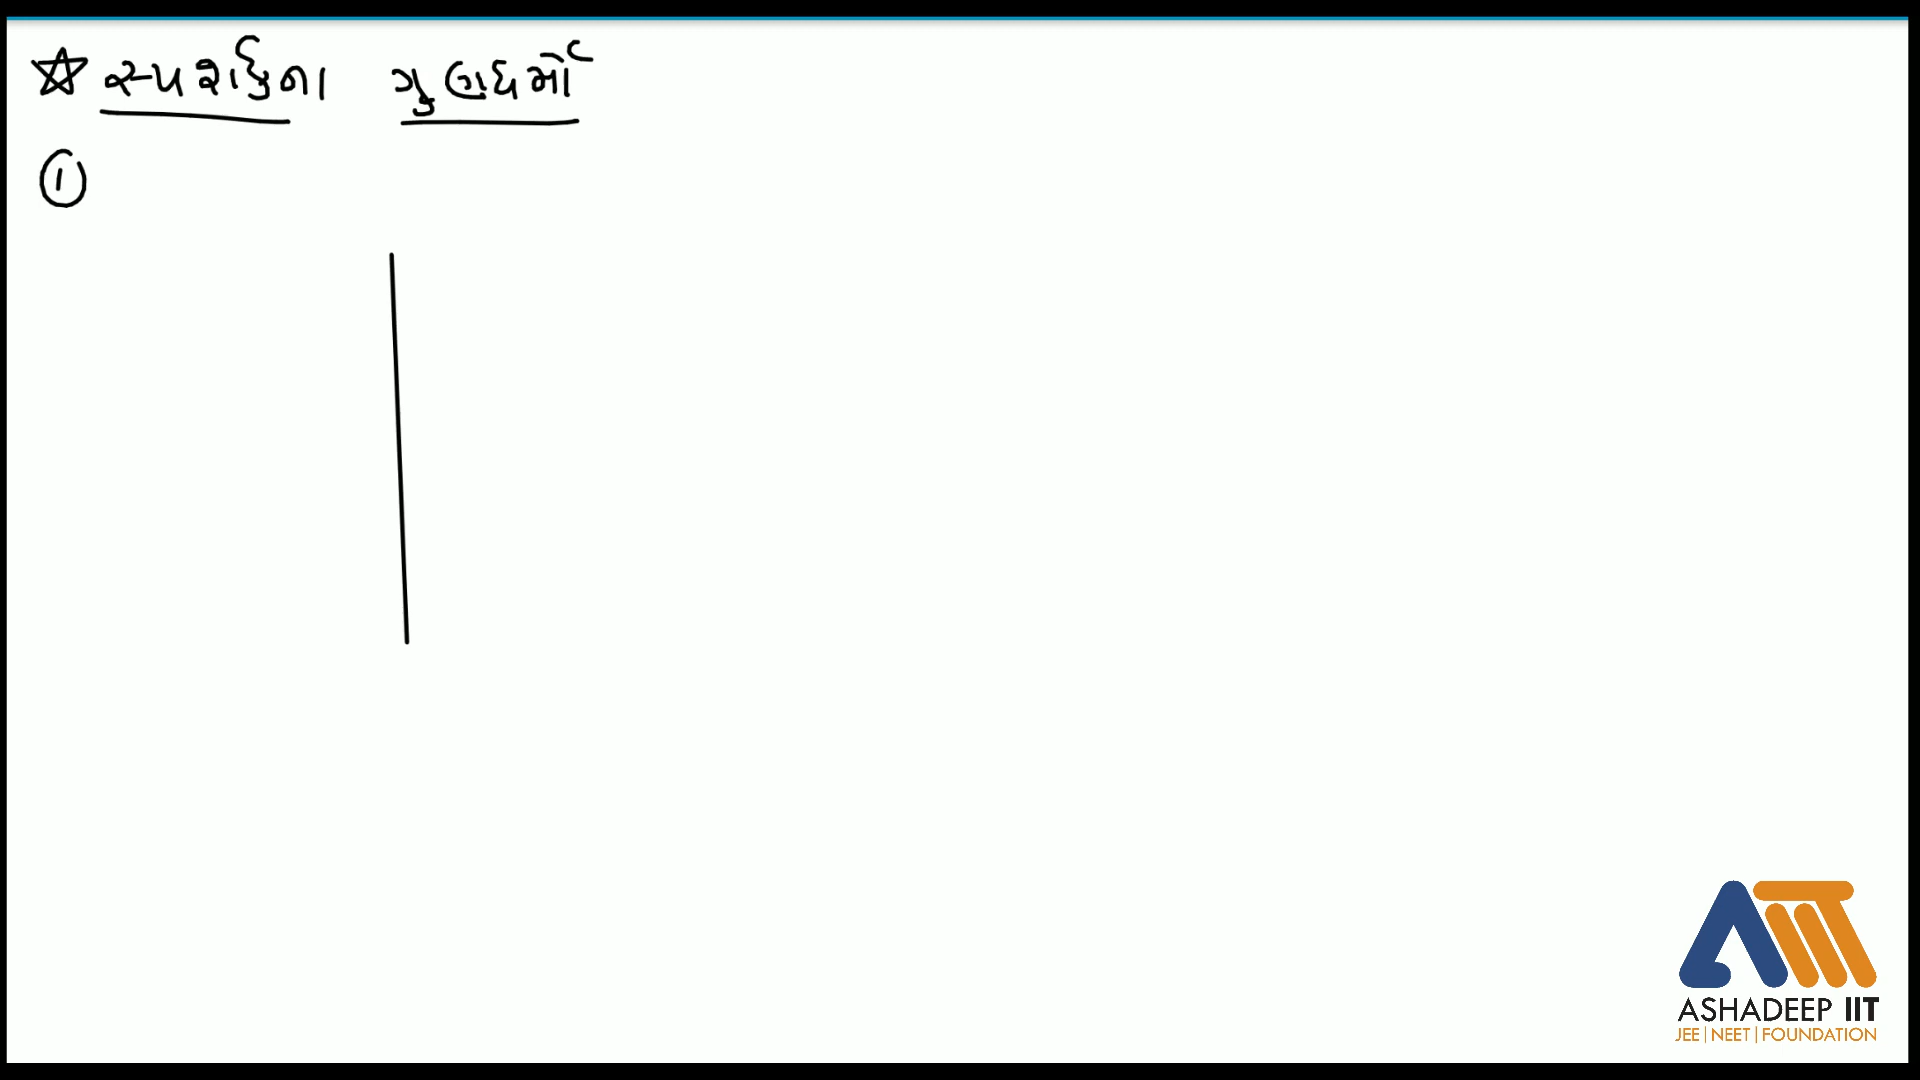 ☆ સ્પર્શકના ગુણધર્મો
①
ASHADEEP IIT
JEE | NEET | FOUNDATION